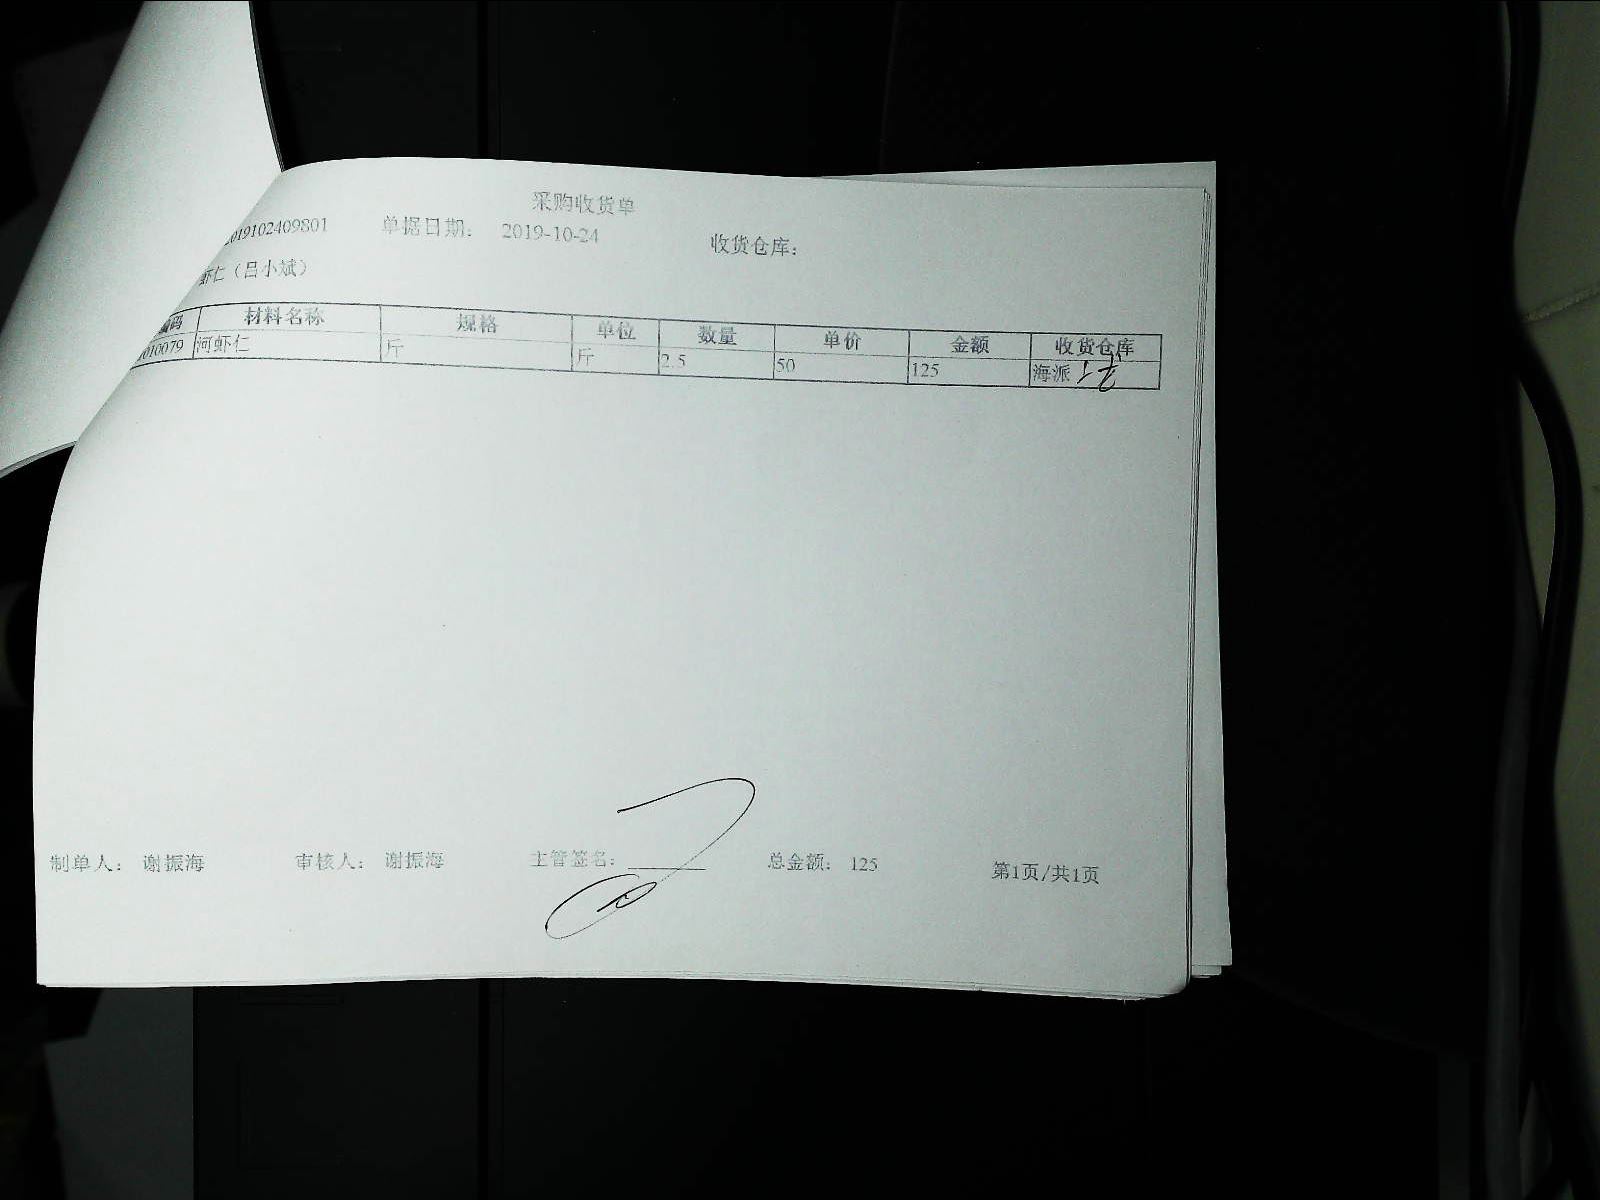 采购收货单
019102409801 单据日期: 2019-10-24 收货仓库:
虾仁（吕小斌）
编码 材料名称 规格 单位 数量 单价 金额 收货仓库
010079 河虾仁 斤 斤 2.5 50 125 海派
制单人: 谢振海 审核人: 谢振海 主管签名: 总金额: 125 第1页/共1页